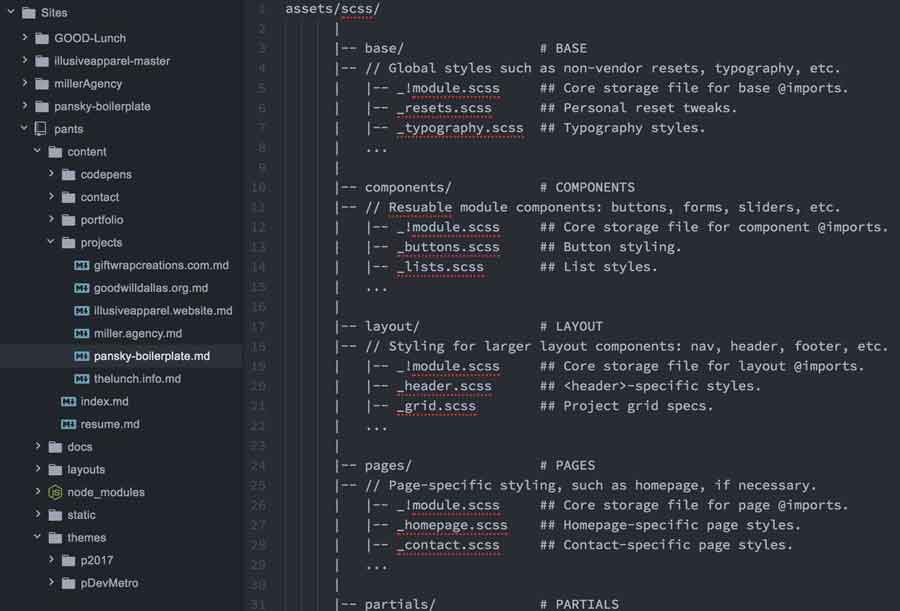 Sites
GOOD-Lunch
illusiveapparel-master
millerAgency
pansky-boilerplate
pants
content
codepens
contact
portfolio
projects
giftwrapcreations.com.md
goodwilldallas.org.md
illusiveapparel.website.md
miller.agency.md
pansky-boilerplate.md
thelunch.info.md
index.md
resume.md
docs
layouts
node_modules
static
themes
p2017
pDevMetro
1 assets/scss/
2 |
3 |-- base/ # BASE
4 |-- // Global styles such as non-vendor resets, typography, etc.
5 | |-- _!module.scss ## Core storage file for base @imports.
6 | |-- _resets.scss ## Personal reset tweaks.
7 | |-- _typography.scss ## Typography styles.
8 | ...
9 |
10 |-- components/ # COMPONENTS
11 |-- // Resuable module components: buttons, forms, sliders, etc.
12 | |-- _!module.scss ## Core storage file for component @imports.
13 | |-- _buttons.scss ## Button styling.
14 | |-- _lists.scss ## List styles.
15 | ...
16 |
17 |-- layout/ # LAYOUT
18 |-- // Styling for larger layout components: nav, header, footer, etc.
19 | |-- _!module.scss ## Core storage file for layout @imports.
20 | |-- _header.scss ## <header>-specific styles.
21 | |-- _grid.scss ## Project grid specs.
22 | ...
23 |
24 |-- pages/ # PAGES
25 |-- // Page-specific styling, such as homepage, if necessary.
26 | |-- _!module.scss ## Core storage file for page @imports.
27 | |-- _homepage.scss ## Homepage-specific page styles.
28 | |-- _contact.scss ## Contact-specific page styles.
29 | ...
30 |
31 |-- partials/ # PARTIALS